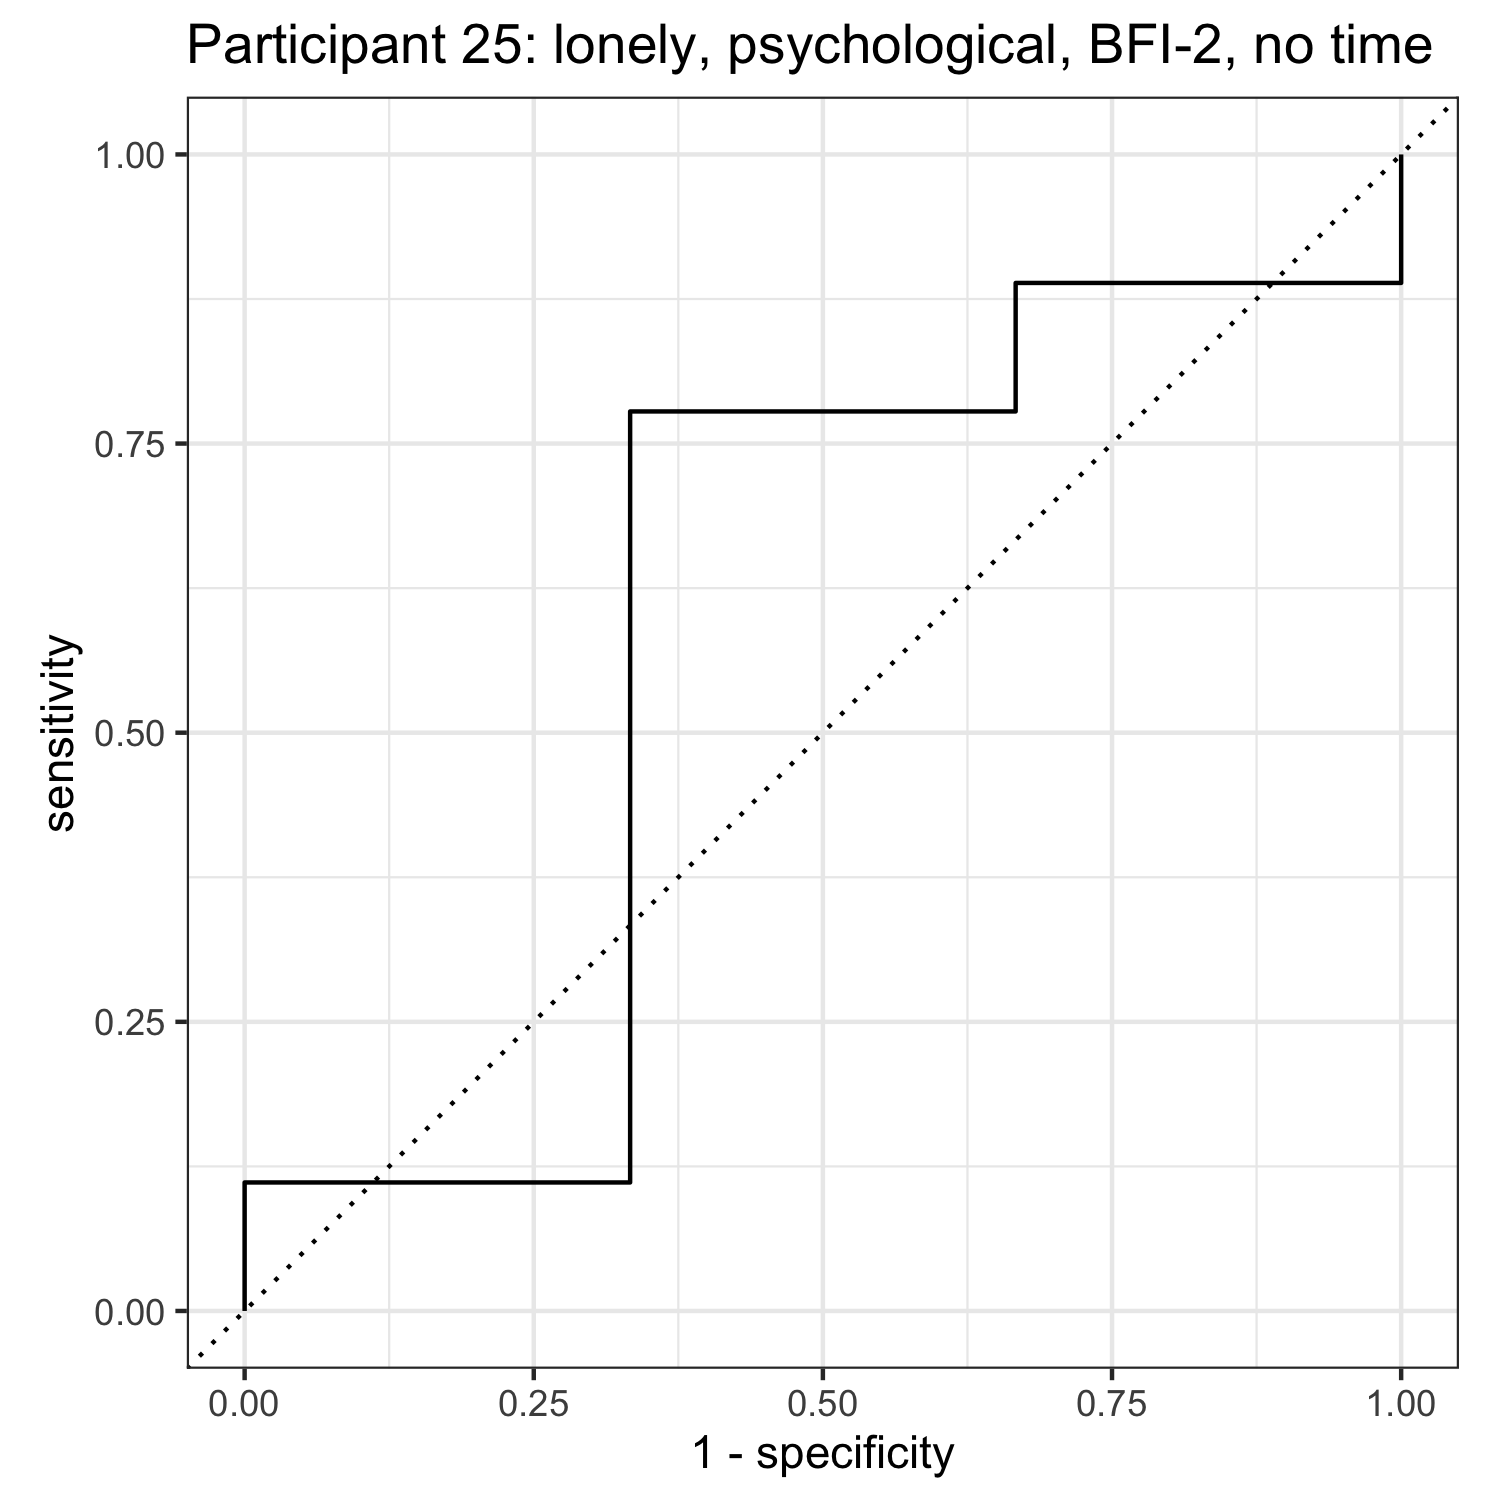 Participant 25: lonely, psychological, BFI-2, no time
sensitivity
1.00
0.75
0.50
0.25
0.00
0.00 0.25 0.50 0.75 1.00
1 - specificity